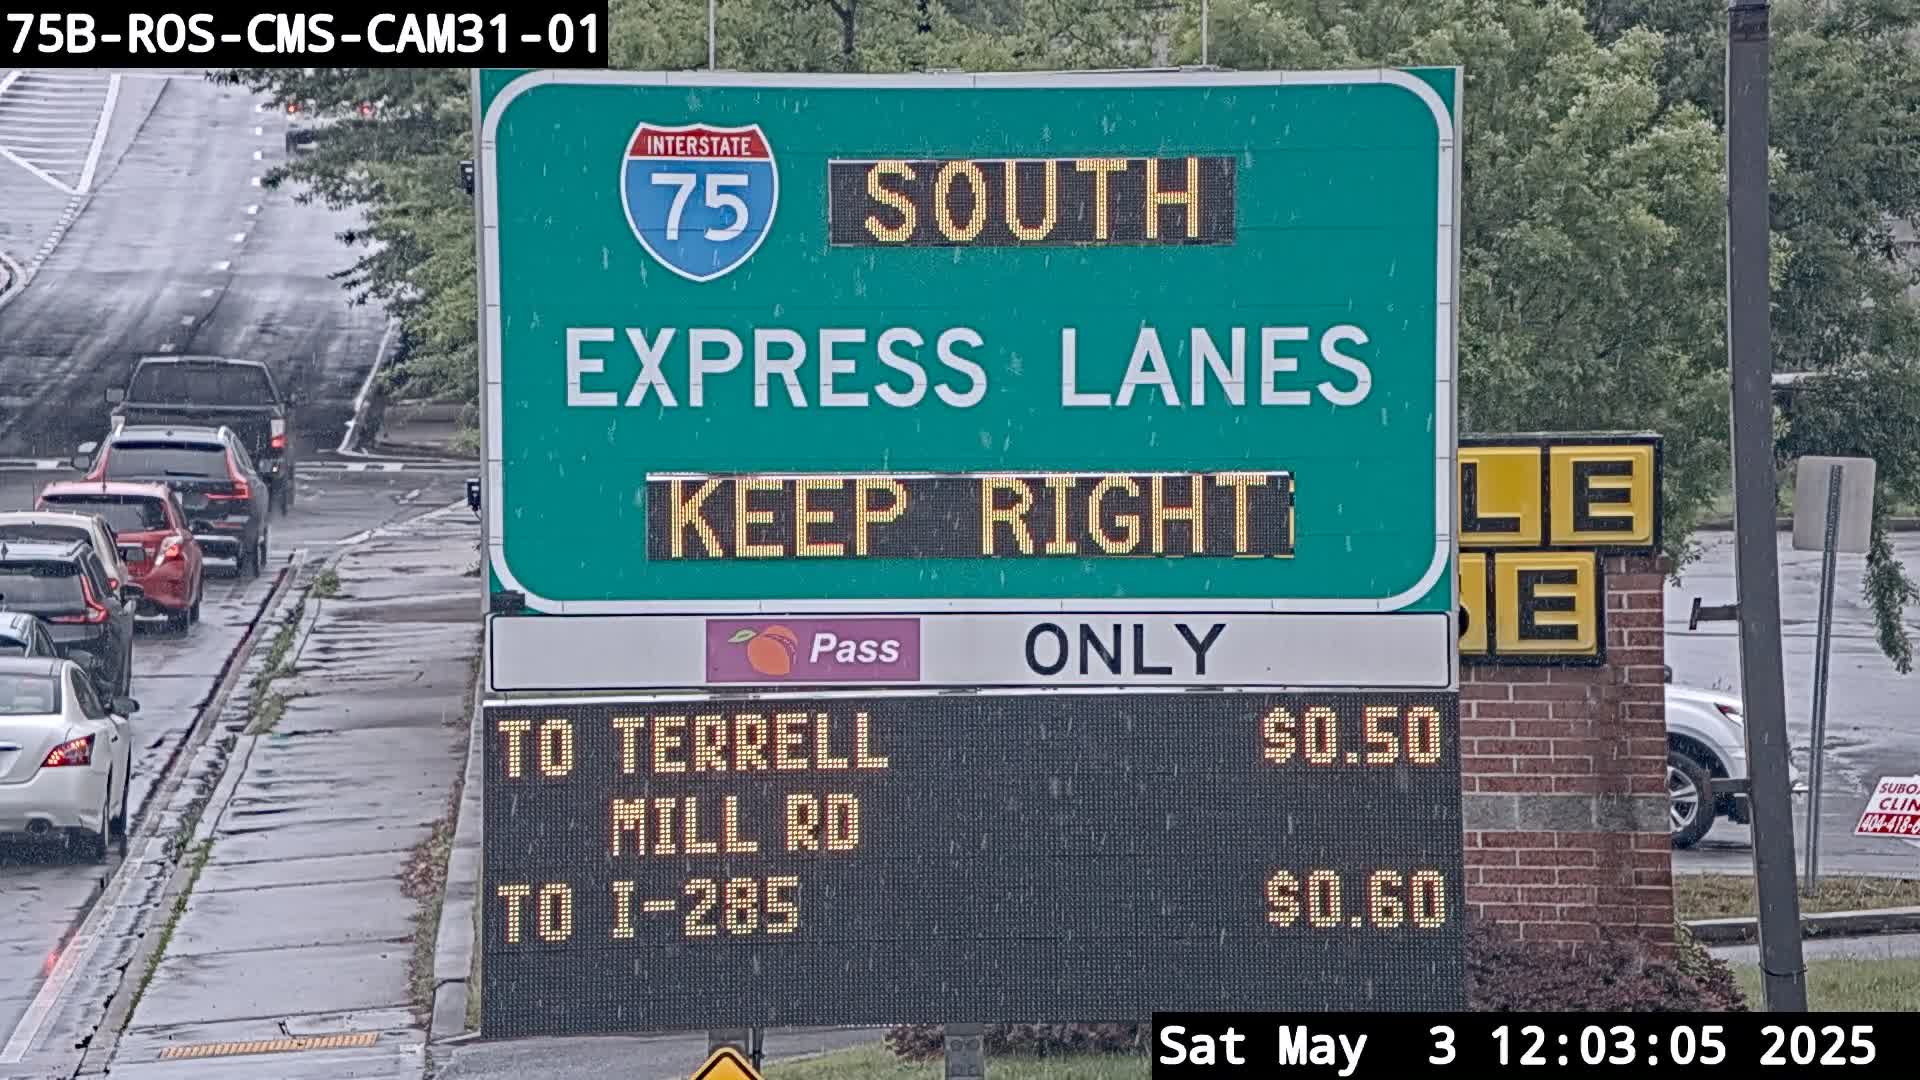 75B-ROS-CMS-CAM31-01
INTERSTATE
75
SOUTH
EXPRESS LANES
KEEP RIGHT
Pass ONLY
TO TERRELL $0.50
MILL RD
TO I-285 $0.60
LE
E
Sat May 3 12:03:05 2025